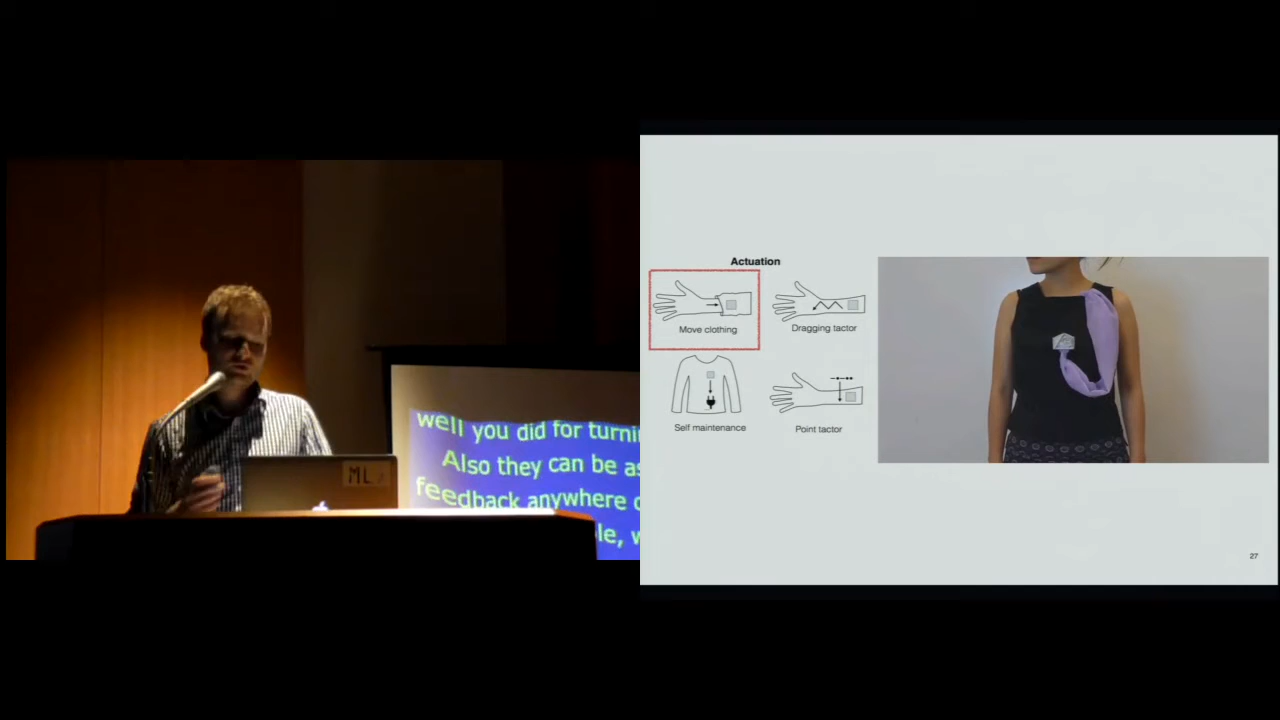 ML
well you did for turni
Also they can be as
feedback anywhere
le, w
Actuation
Move clothing
Dragging tactor
Self maintenance
Point tactor
27